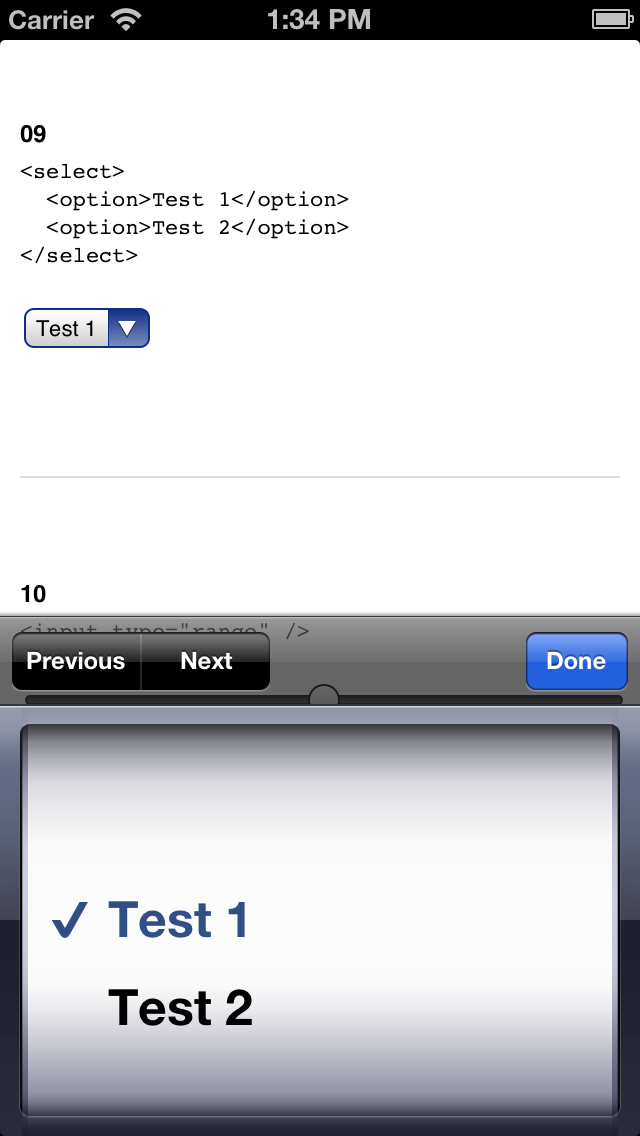 Carrier 1:34 PM
09
<select>
  <option>Test 1</option>
  <option>Test 2</option>
</select>
Test 1
10
<input type="range" />
Previous Next Done
✓ Test 1
Test 2